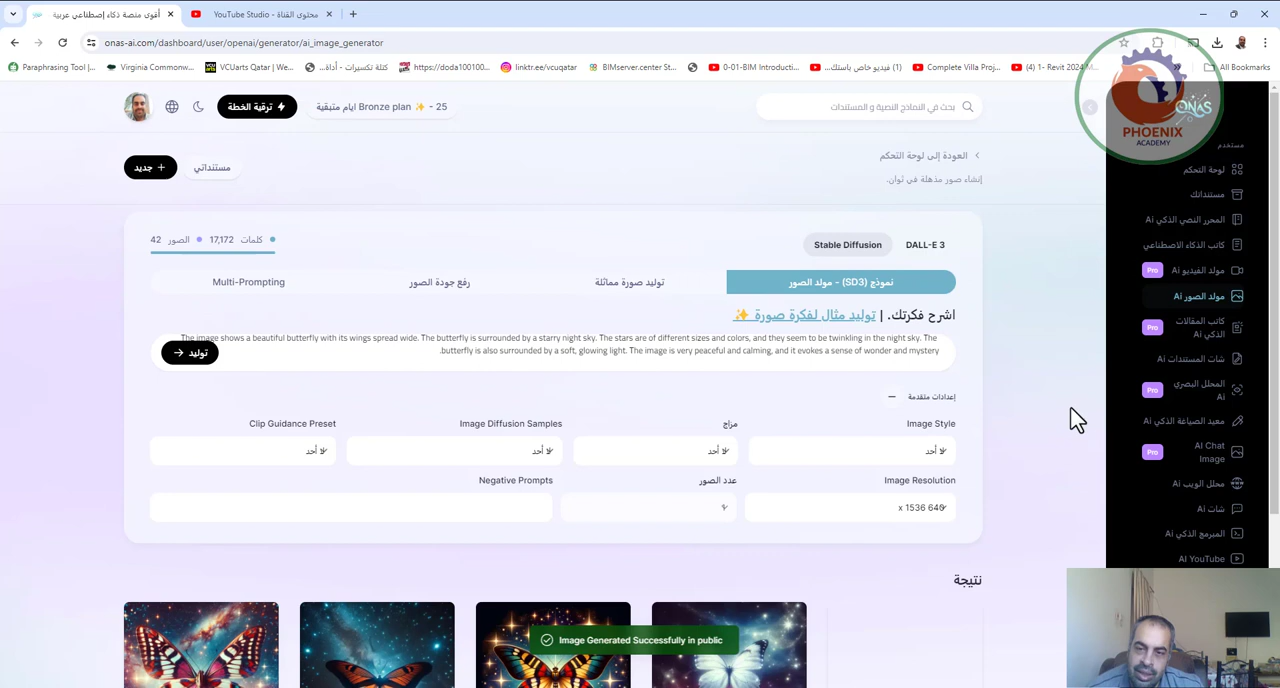 أقوى منصة ذكاء إصطناعي عربية
محتوى القناة - YouTube Studio
onas-ai.com/dashboard/user/openai/generator/ai_image_generator
Paraphrasing Tool |...
Virginia Commonw...
VCUarts Qatar | We...
كتلة تكسيرات - أداة...
linktr.ee/vcuqatar
BIMserver.center St...
0-01-BIM Introducti...
(1) فيديو خاص باستك...
Complete Villa Proj...
(4) 1- Revit 2024 M...
All Bookmarks
ترقية الخطة
Bronze plan ✨ - 25 ايام متبقية
بحث في النماذج النصية و المستندات
PHOENIX
ACADEMY
ONAS
العودة إلى لوحة التحكم
إنشاء صور مذهلة في ثوان.
مستنداتي
جديد +
مستخدم
لوحة التحكم
مستنداتك
المحرر النصي الذكي Ai
كاتب الذكاء الاصطناعي
مولد الفيديو Ai
Pro
مولد الصور Ai
كاتب المقالات
الذكي Ai
Pro
شات المستندات Ai
المحلل البصري
Ai
Pro
معيد الصياغة الذكي Ai
AI Chat
Image
Pro
محلل الويب Ai
شات Ai
المبرمج الذكي Ai
AI YouTube
DALL-E 3
Stable Diffusion
كلمات 17,172
الصور 42
نموذج (SD3) - مولد الصور
توليد صورة مماثلة
رفع جودة الصور
Multi-Prompting
اشرح فكرتك. | توليد مثال لفكرة صورة ✨
The image shows a beautiful butterfly with its wings spread wide. The butterfly is surrounded by a starry night sky. The stars are of different sizes and colors, and they seem to be twinkling in the night sky. The
butterfly is also surrounded by a soft, glowing light. The image is very peaceful and calming, and it evokes a sense of wonder and mystery.
توليد
إعدادات متقدمة
Image Style
مزاج
Image Diffusion Samples
Clip Guidance Preset
لا أحد
لا أحد
لا أحد
لا أحد
Image Resolution
عدد الصور
Negative Prompts
640 x 1536
نتيجة
Image Generated Successfully in public